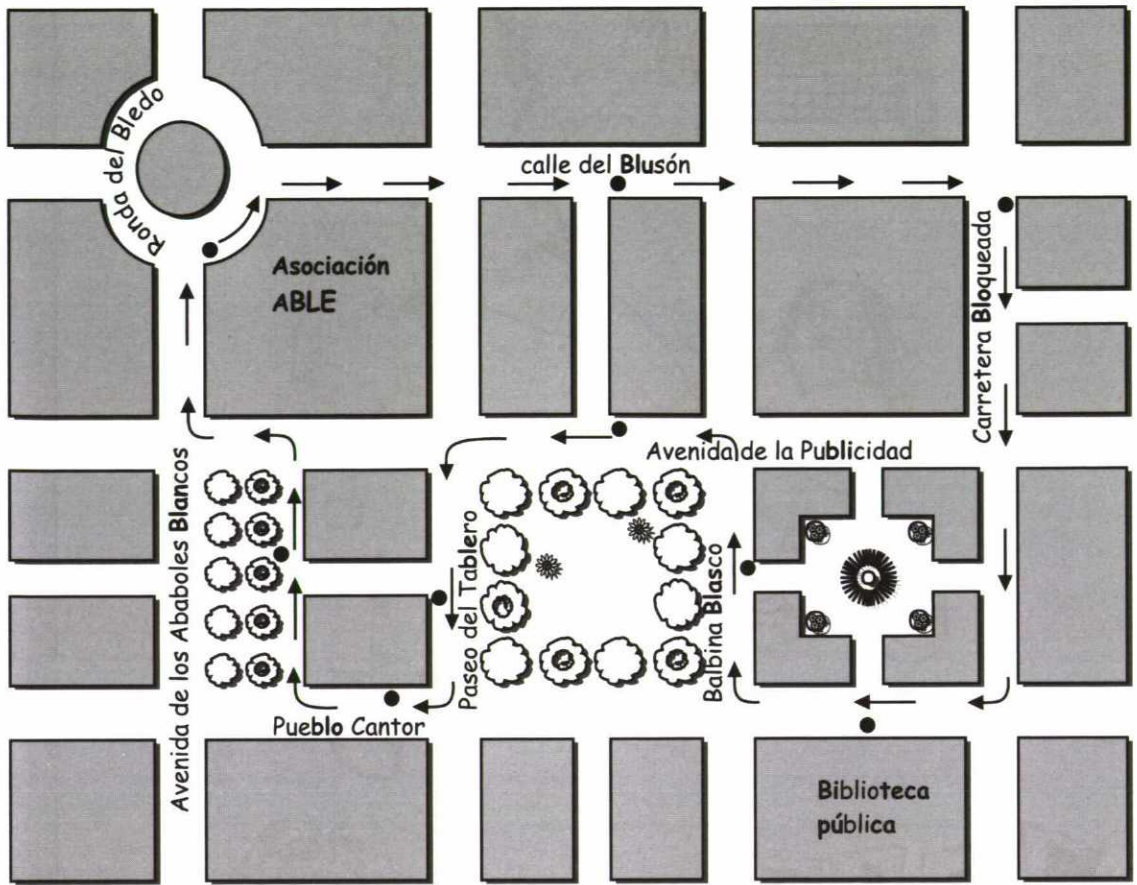 Ronda del Bledo
calle del Blusón
Asociación
ABLE
Carretera Bloqueada
Avenida de la Publicidad
Avenida de los Ababoles Blancos
Paseo del Tablero
Balbina Blasco
Pueblo Cantor
Biblioteca
pública